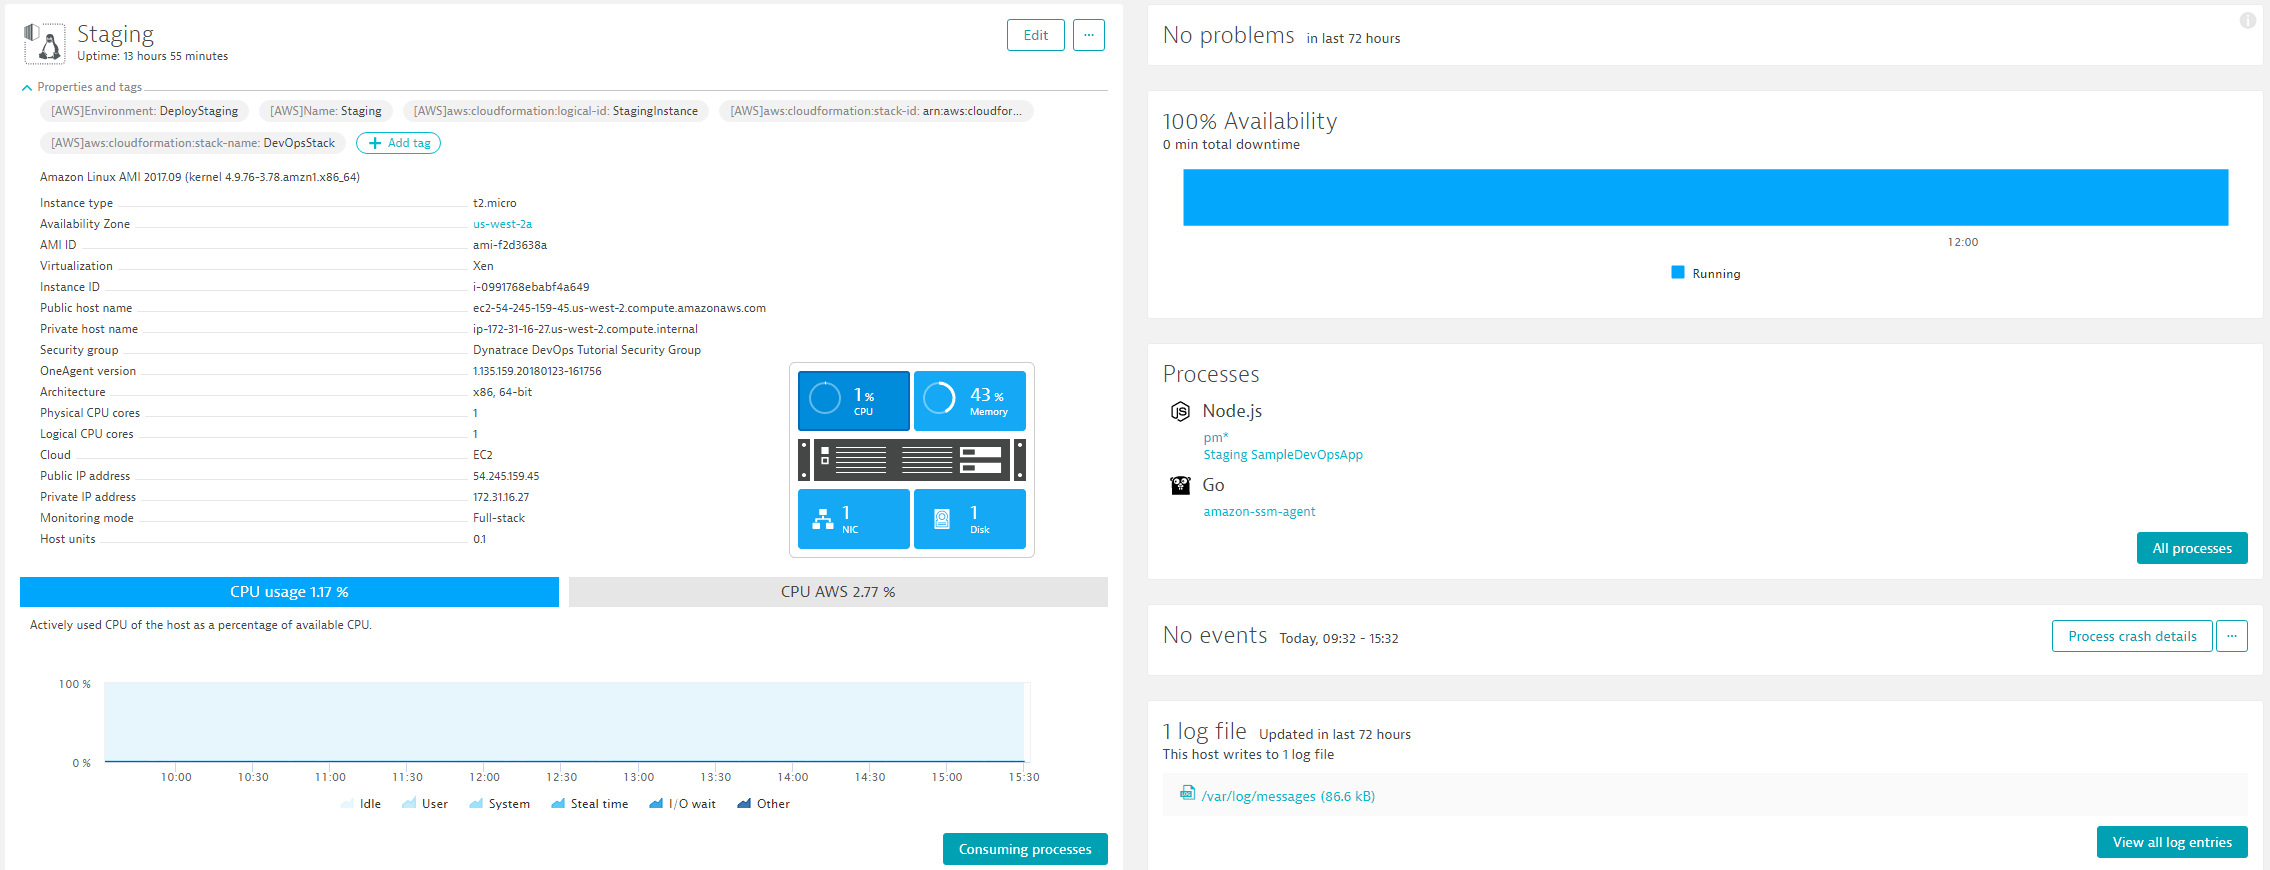 Staging
Uptime: 13 hours 55 minutes
Edit
...
Properties and tags
[AWS]Environment: DeployStaging
[AWS]Name: Staging
[AWS]aws:cloudformation:logical-id: StagingInstance
[AWS]aws:cloudformation:stack-id: arn:aws:cloudfor...
[AWS]aws:cloudformation:stack-name: DevOpsStack
+ Add tag
Amazon Linux AMI 2017.09 (kernel 4.9.76-3.78.amzn1.x86_64)
Instance type t2.micro
Availability Zone us-west-2a
AMI ID ami-f2d3638a
Virtualization Xen
Instance ID i-0991768ebabf4a649
Public host name ec2-54-245-159-45.us-west-2.compute.amazonaws.com
Private host name ip-172-31-16-27.us-west-2.compute.internal
Security group Dynatrace DevOps Tutorial Security Group
OneAgent version 1.135.159.20180123-161756
Architecture x86, 64-bit
Physical CPU cores 1
Logical CPU cores 1
Cloud EC2
Public IP address 54.245.159.45
Private IP address 172.31.16.27
Monitoring mode Full-stack
Host units 0.1
1 %
CPU
43 %
Memory
1
NIC
1
Disk
CPU usage 1.17 %
CPU AWS 2.77 %
Actively used CPU of the host as a percentage of available CPU.
100 %
0 %
10:00 10:30 11:00 11:30 12:00 12:30 13:00 13:30 14:00 14:30 15:00 15:30
Idle User System Steal time I/O wait Other
Consuming processes
No problems in last 72 hours
i
100% Availability
0 min total downtime
12:00
Running
Processes
JS
Node.js
pm*
Staging SampleDevOpsApp
Go
amazon-ssm-agent
All processes
No events Today, 09:32 - 15:32
Process crash details
...
1 log file Updated in last 72 hours
This host writes to 1 log file
LOG
/var/log/messages (86.6 kB)
View all log entries